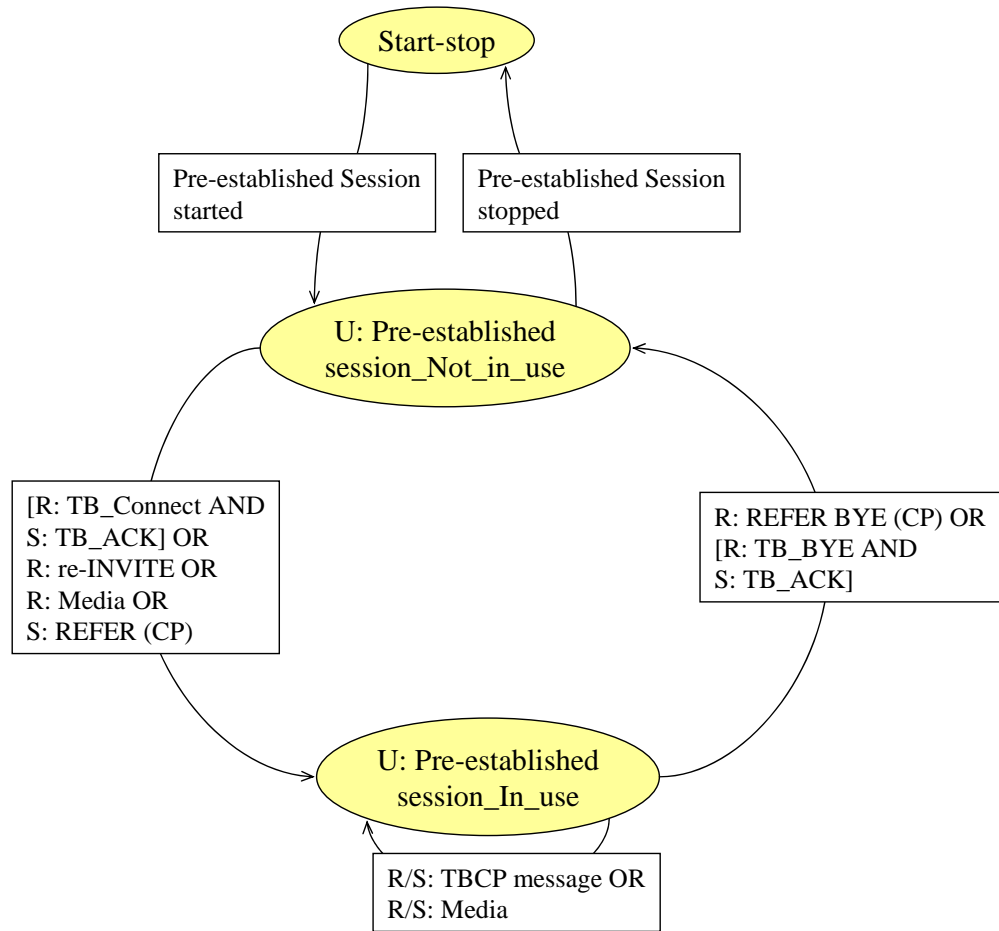 Start-stop
Pre-established Session
started
Pre-established Session
stopped
U: Pre-established
session_Not_in_use
[R: TB_Connect AND
S: TB_ACK] OR
R: re-INVITE OR
R: Media OR
S: REFER (CP)
R: REFER BYE (CP) OR
[R: TB_BYE AND
S: TB_ACK]
U: Pre-established
session_In_use
R/S: TBCP message OR
R/S: Media